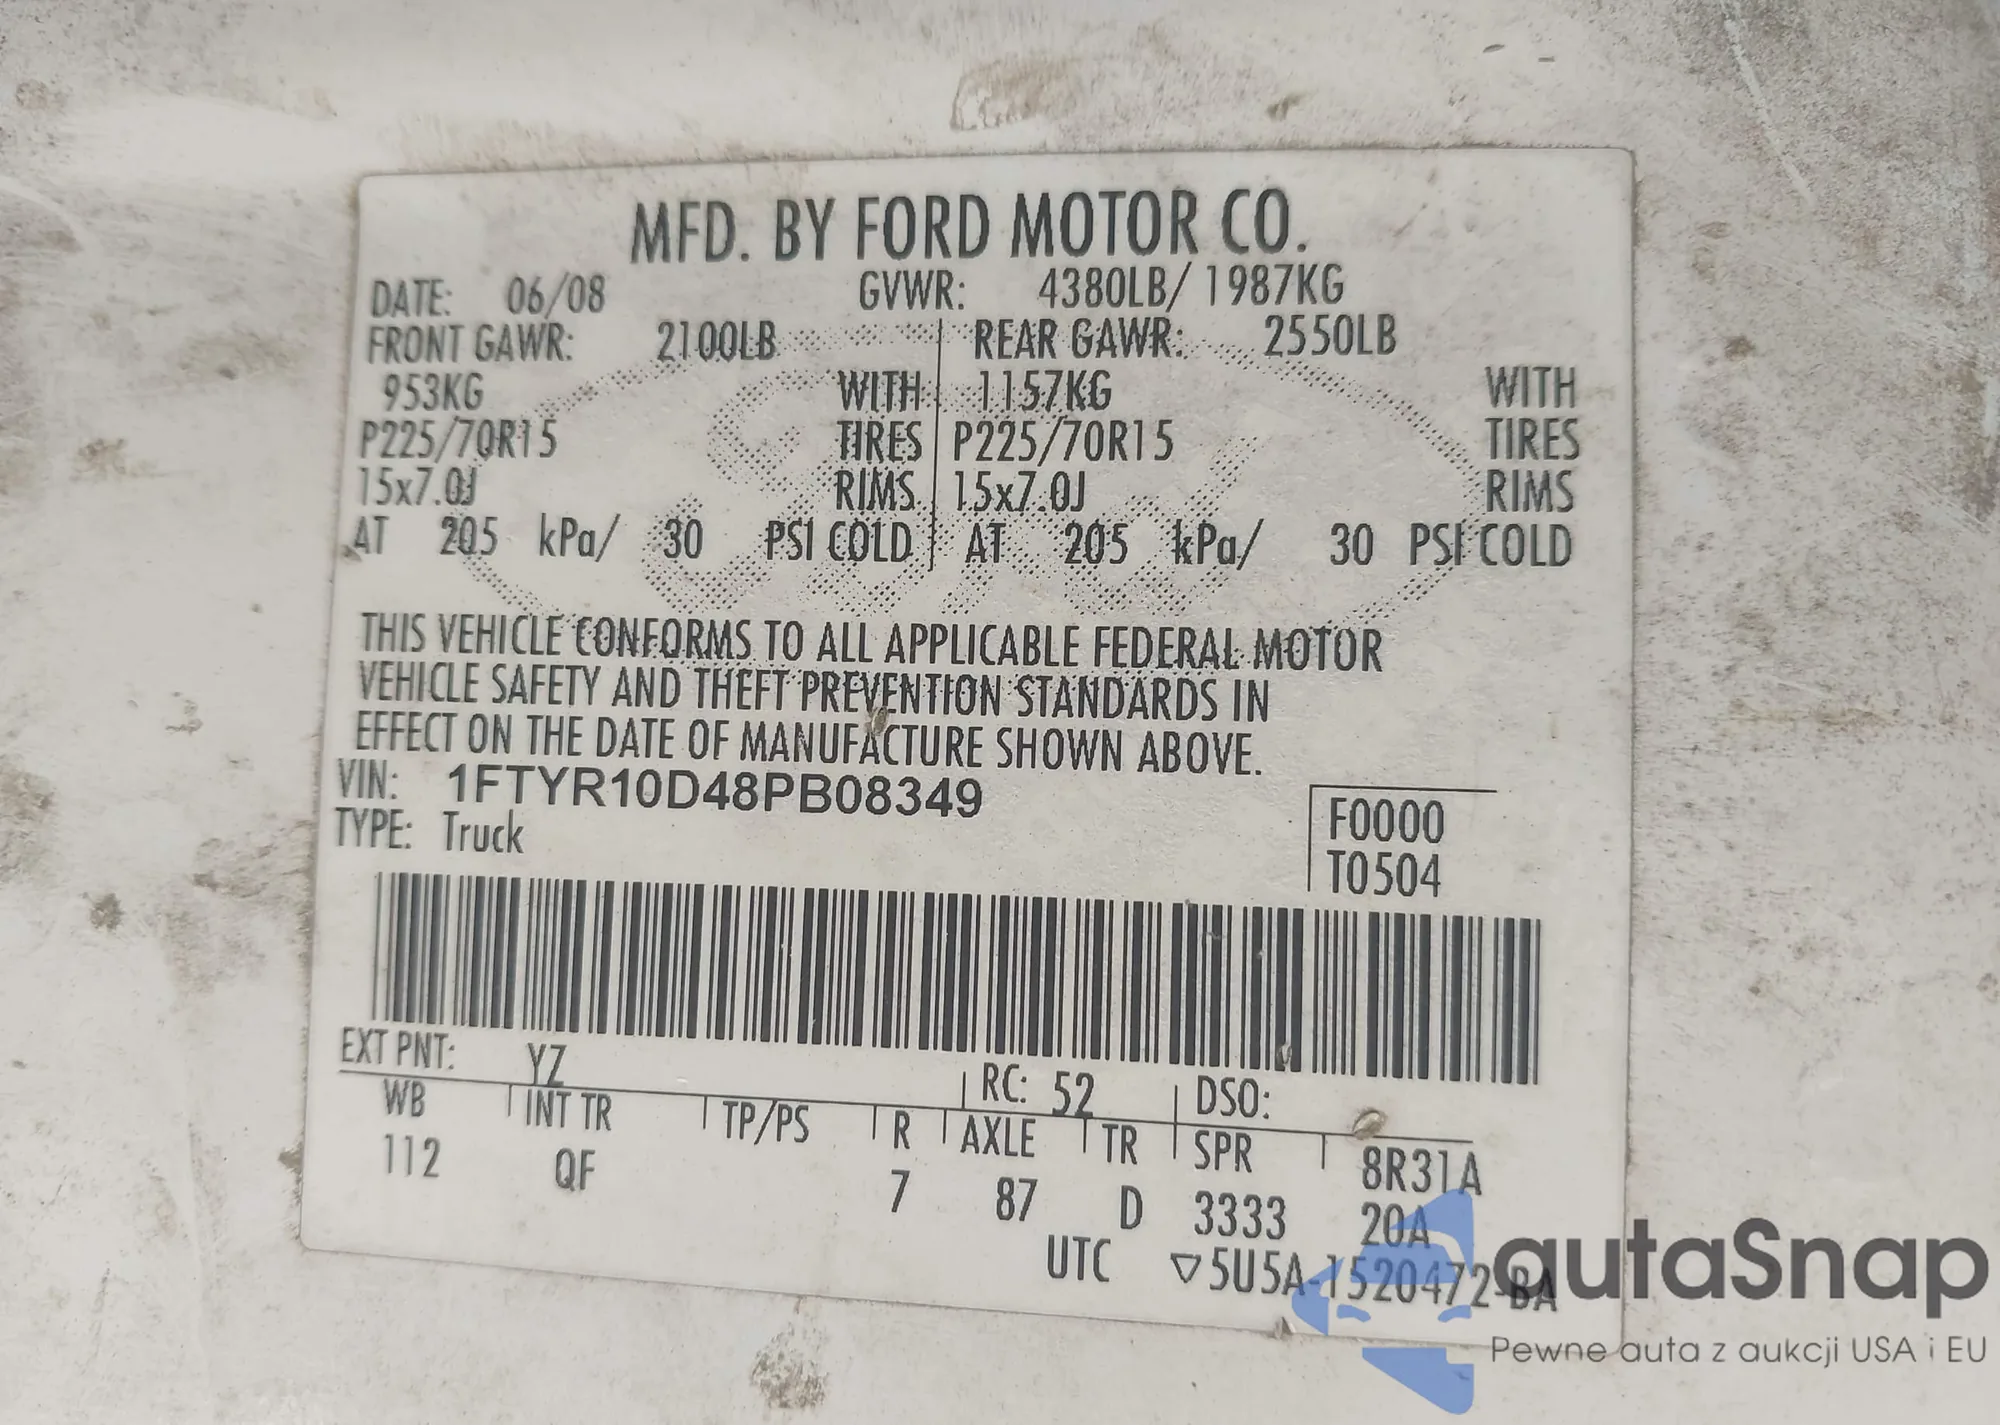 MFD. BY FORD MOTOR CO.
DATE: 06/08 GVWR: 4380LB/ 1987KG
FRONT GAWR: 2100LB REAR GAWR: 2550LB
953KG WITH 1157KG WITH
P225/70R15 TIRES P225/70R15 TIRES
15x7.0J RIMS 15x7.0J RIMS
AT 205 kPa/ 30 PSI COLD AT 205 kPa/ 30 PSI COLD
THIS VEHICLE CONFORMS TO ALL APPLICABLE FEDERAL MOTOR
VEHICLE SAFETY AND THEFT PREVENTION STANDARDS IN
EFFECT ON THE DATE OF MANUFACTURE SHOWN ABOVE.
VIN: 1FTYR10D48PB08349
TYPE: Truck
F0000
T0504
EXT PNT: YZ RC: 52 DSO:
WB INT TR TP/PS R AXLE TR SPR 8R31A
112 QF 7 87 D 3333 20A
UTC ▽5U5A-1520472-BA
autaSnap
Pewne auta z aukcji USA i EU